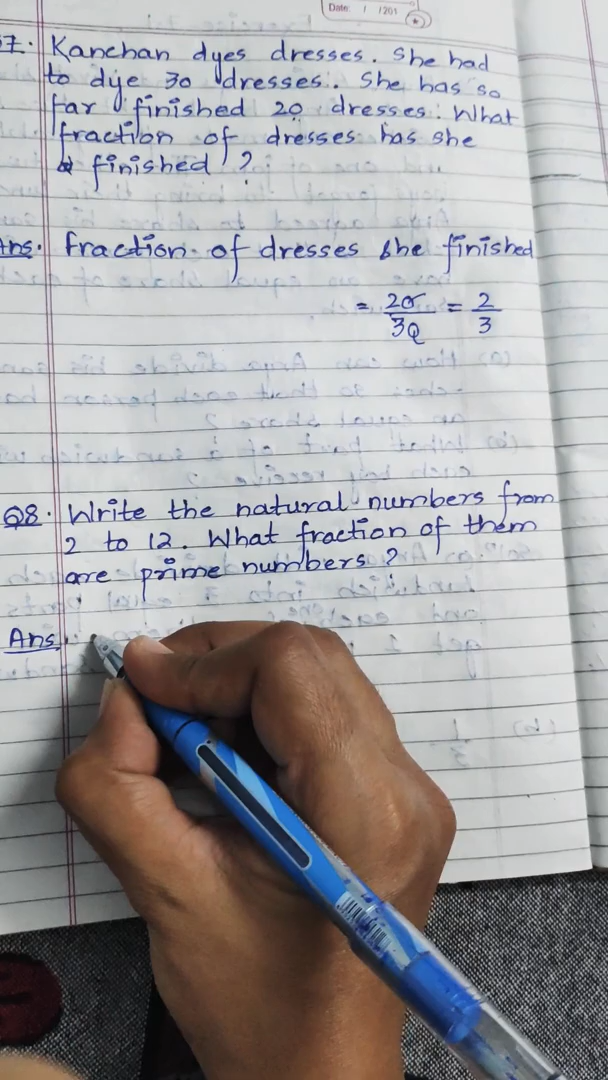 Date: / /201
7. Kanchan dyes dresses. She had
to dye 30 dresses. She has so
far finished 20 dresses. What
fraction of dresses has she
finished ?
Ans. fraction of dresses she finished
= 20/30 = 2/3
Q8. Write the natural numbers from
2 to 12. What fraction of them
are prime numbers ?
Ans.